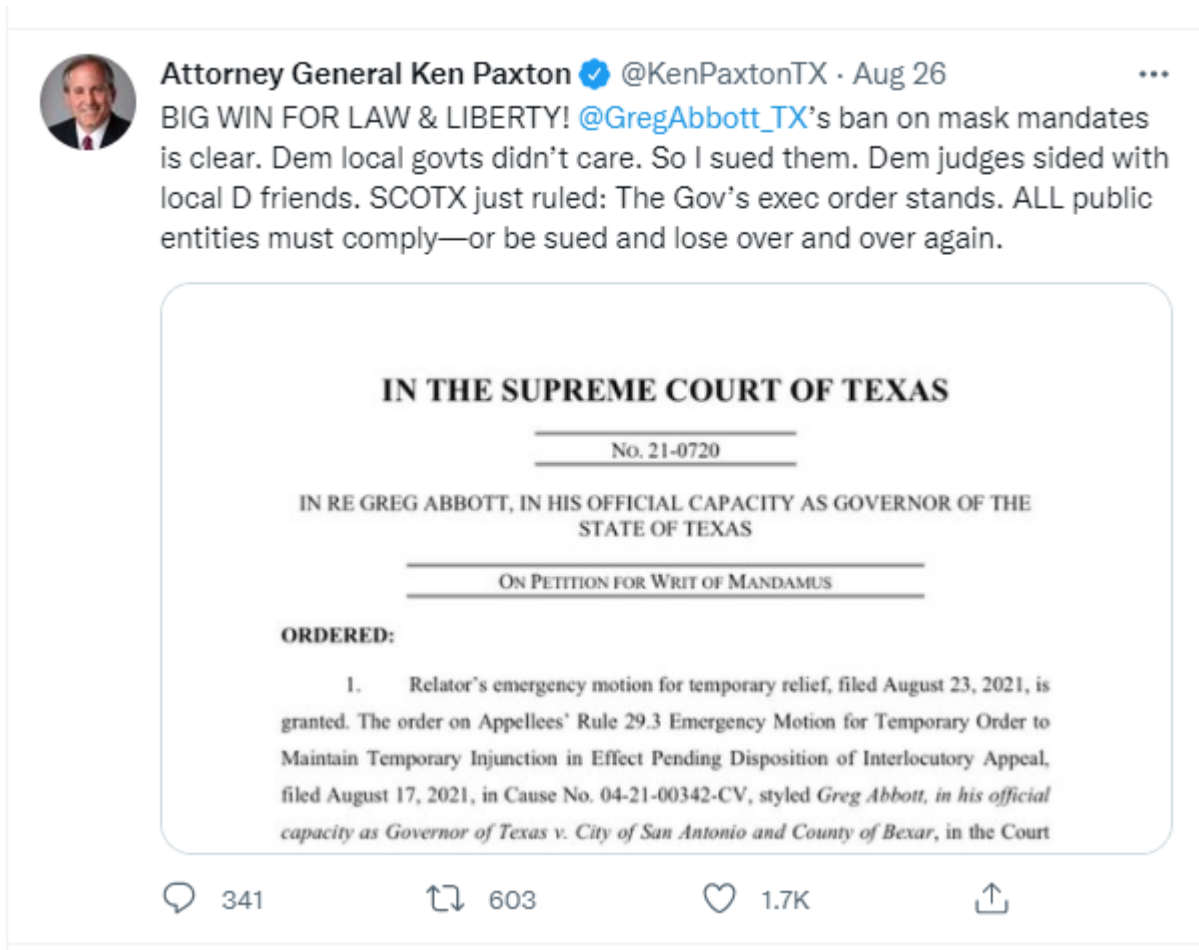 Attorney General Ken Paxton @KenPaxtonTX · Aug 26
BIG WIN FOR LAW & LIBERTY! @GregAbbott_TX's ban on mask mandates
is clear. Dem local govts didn't care. So I sued them. Dem judges sided with
local D friends. SCOTX just ruled: The Gov's exec order stands. ALL public
entities must comply—or be sued and lose over and over again.
IN THE SUPREME COURT OF TEXAS
No. 21-0720
IN RE GREG ABBOTT, IN HIS OFFICIAL CAPACITY AS GOVERNOR OF THE
STATE OF TEXAS
ON PETITION FOR WRIT OF MANDAMUS
ORDERED:
1. Relator's emergency motion for temporary relief, filed August 23, 2021, is
granted. The order on Appellees' Rule 29.3 Emergency Motion for Temporary Order to
Maintain Temporary Injunction in Effect Pending Disposition of Interlocutory Appeal,
filed August 17, 2021, in Cause No. 04-21-00342-CV, styled Greg Abbott, in his official
capacity as Governor of Texas v. City of San Antonio and County of Bexar, in the Court
341 603 1.7K